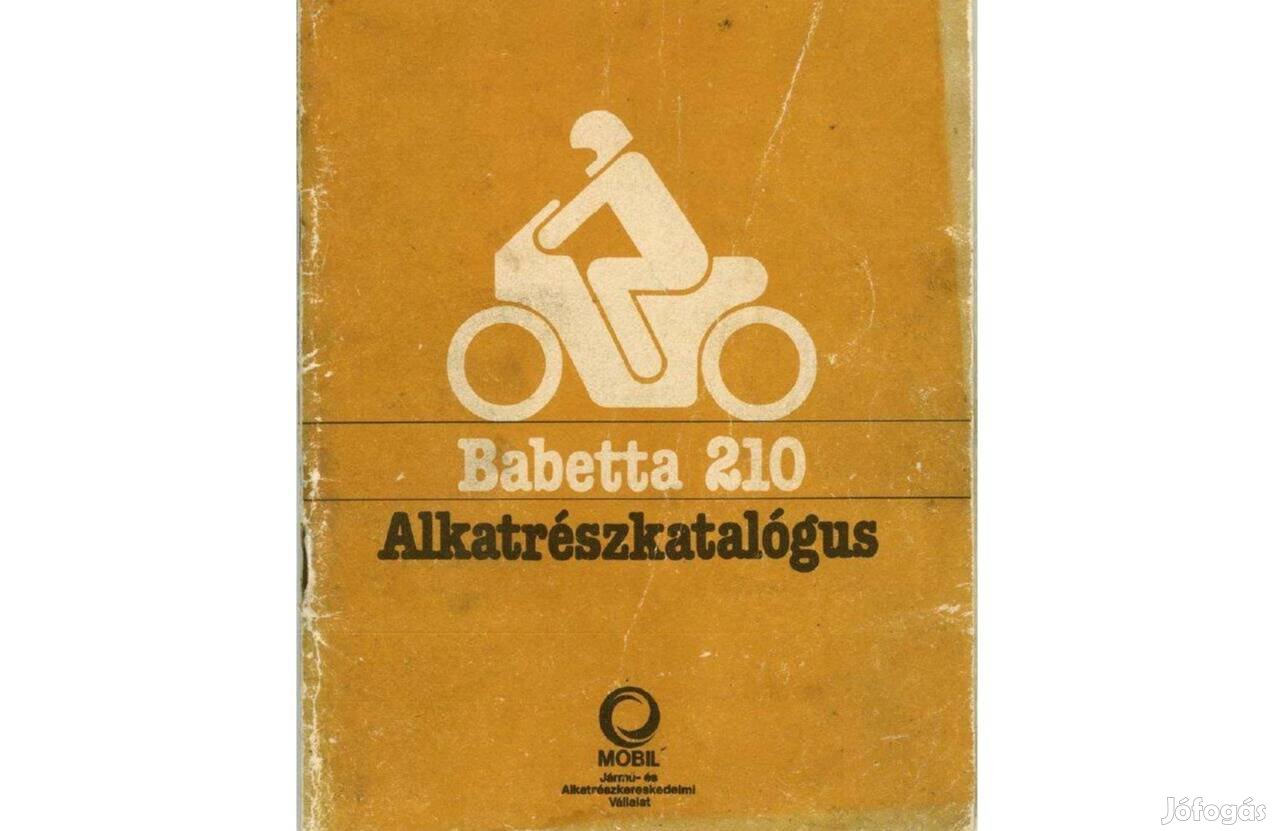 Babetta 210
Alkatrészkatalógus
MOBIL
Jármű- és
Alkatrészkereskedelmi
Vállalat
Jófogás